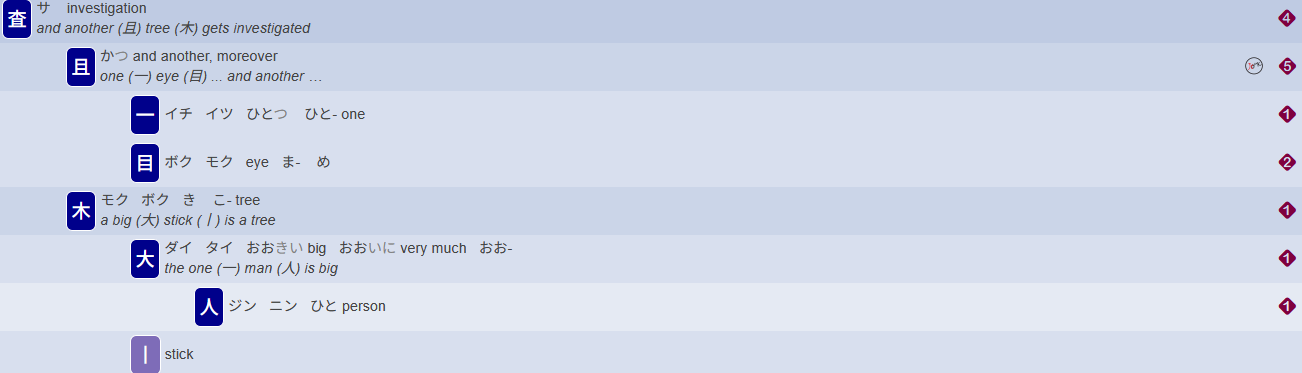 査 サ investigation
and another (且) tree (木) gets investigated
4
且 かつ and another, moreover
one (一) eye (目) ... and another …
5
一 イチ イツ ひとつ ひと- one
1
目 ボク モク eye ま- め
2
木 モク ボク き こ- tree
a big (大) stick (丨) is a tree
1
大 ダイ タイ おおきい big おおいに very much おお-
the one (一) man (人) is big
1
人 ジン ニン ひと person
1
丨 stick